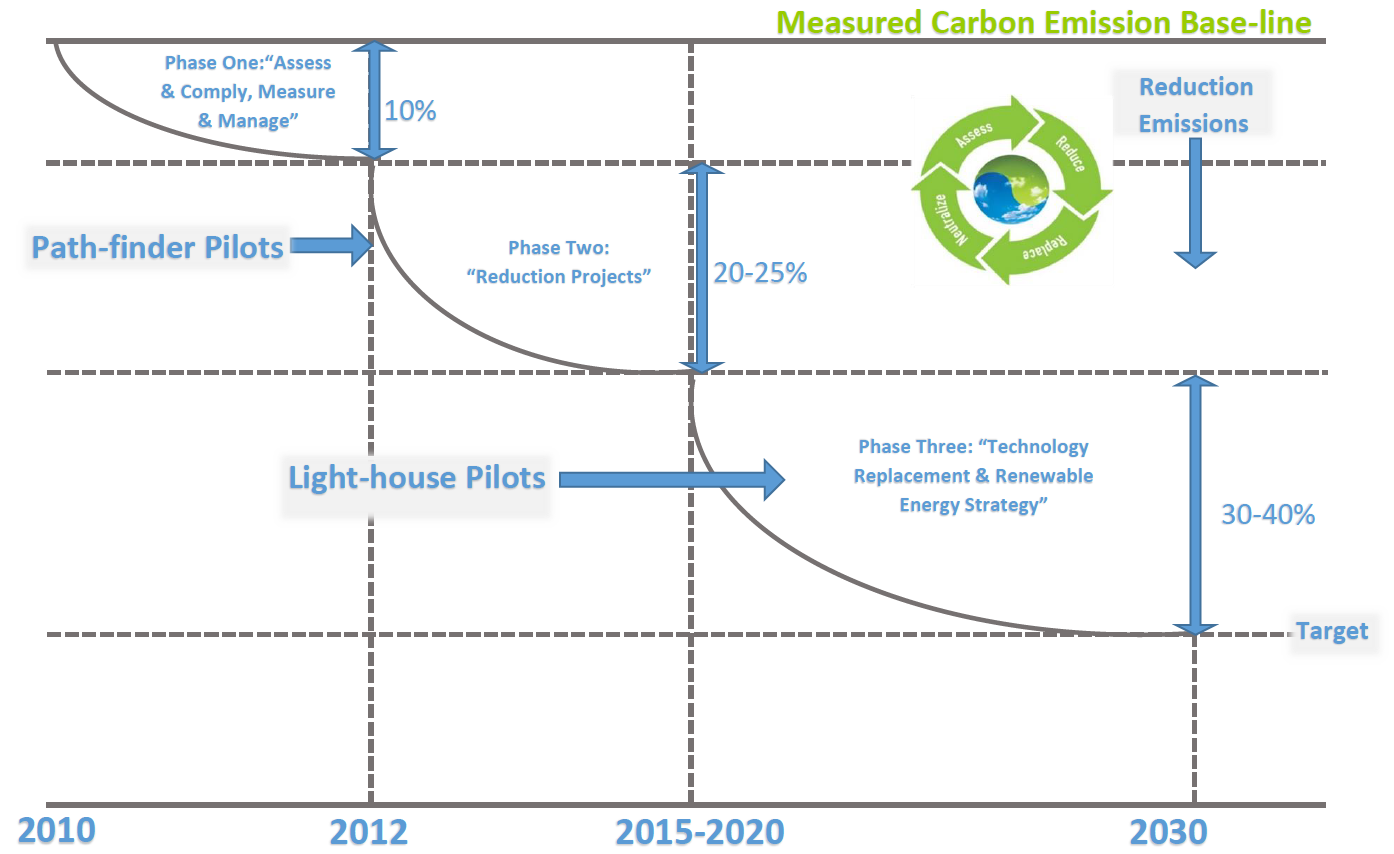 Measured Carbon Emission Base-line
Phase One:“Assess
& Comply, Measure
& Manage”
10%
Reduction
Emissions
Assess
Reduce
Replace
Neutralize
Path-finder Pilots
Phase Two:
“Reduction Projects”
20-25%
Light-house Pilots
Phase Three: “Technology
Replacement & Renewable
Energy Strategy”
30-40%
Target
2010
2012
2015-2020
2030